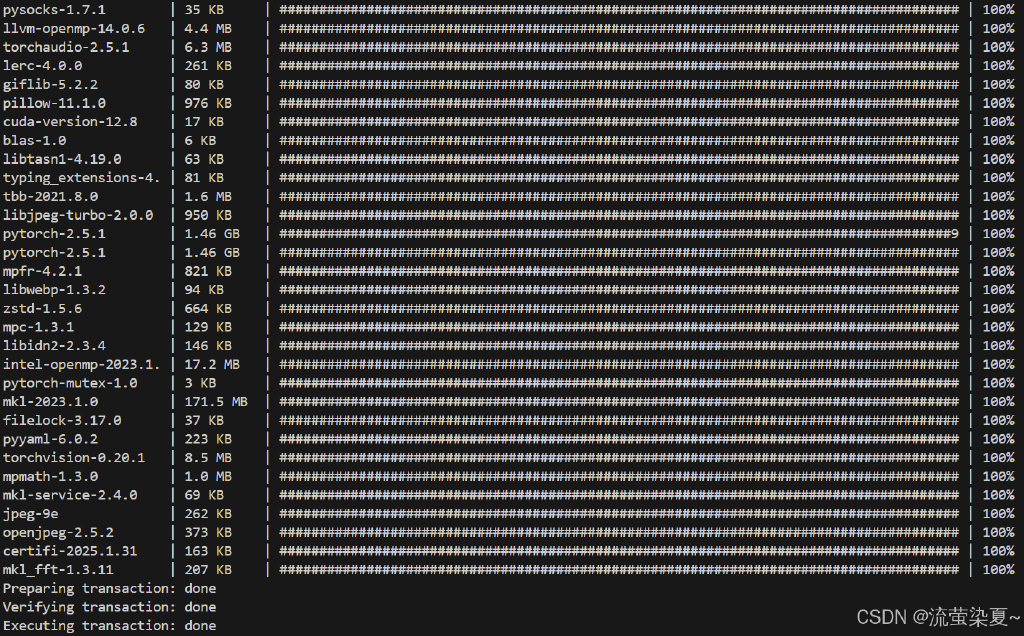 pysocks-1.7.1 | 35 KB | ##################################################################################### | 100%
llvm-openmp-14.0.6 | 4.4 MB | ##################################################################################### | 100%
torchaudio-2.5.1 | 6.3 MB | ##################################################################################### | 100%
lerc-4.0.0 | 261 KB | ##################################################################################### | 100%
giflib-5.2.2 | 80 KB | ##################################################################################### | 100%
pillow-11.1.0 | 976 KB | ##################################################################################### | 100%
cuda-version-12.8 | 17 KB | ##################################################################################### | 100%
blas-1.0 | 6 KB | ##################################################################################### | 100%
libtasn1-4.19.0 | 63 KB | ##################################################################################### | 100%
typing_extensions-4. | 81 KB | ##################################################################################### | 100%
tbb-2021.8.0 | 1.6 MB | ##################################################################################### | 100%
libjpeg-turbo-2.0.0 | 950 KB | ##################################################################################### | 100%
pytorch-2.5.1 | 1.46 GB | ####################################################################################9 | 100%
pytorch-2.5.1 | 1.46 GB | ##################################################################################### | 100%
mpfr-4.2.1 | 821 KB | ##################################################################################### | 100%
libwebp-1.3.2 | 94 KB | ##################################################################################### | 100%
zstd-1.5.6 | 664 KB | ##################################################################################### | 100%
mpc-1.3.1 | 129 KB | ##################################################################################### | 100%
libidn2-2.3.4 | 146 KB | ##################################################################################### | 100%
intel-openmp-2023.1. | 17.2 MB | ##################################################################################### | 100%
pytorch-mutex-1.0 | 3 KB | ##################################################################################### | 100%
mkl-2023.1.0 | 171.5 MB | ##################################################################################### | 100%
filelock-3.17.0 | 37 KB | ##################################################################################### | 100%
pyyaml-6.0.2 | 223 KB | ##################################################################################### | 100%
torchvision-0.20.1 | 8.5 MB | ##################################################################################### | 100%
mpmath-1.3.0 | 1.0 MB | ##################################################################################### | 100%
mkl-service-2.4.0 | 69 KB | ##################################################################################### | 100%
jpeg-9e | 262 KB | ##################################################################################### | 100%
openjpeg-2.5.2 | 373 KB | ##################################################################################### | 100%
certifi-2025.1.31 | 163 KB | ##################################################################################### | 100%
mkl_fft-1.3.11 | 207 KB | ##################################################################################### | 100%
Preparing transaction: done
Verifying transaction: done
Executing transaction: done
CSDN @流萤染夏~